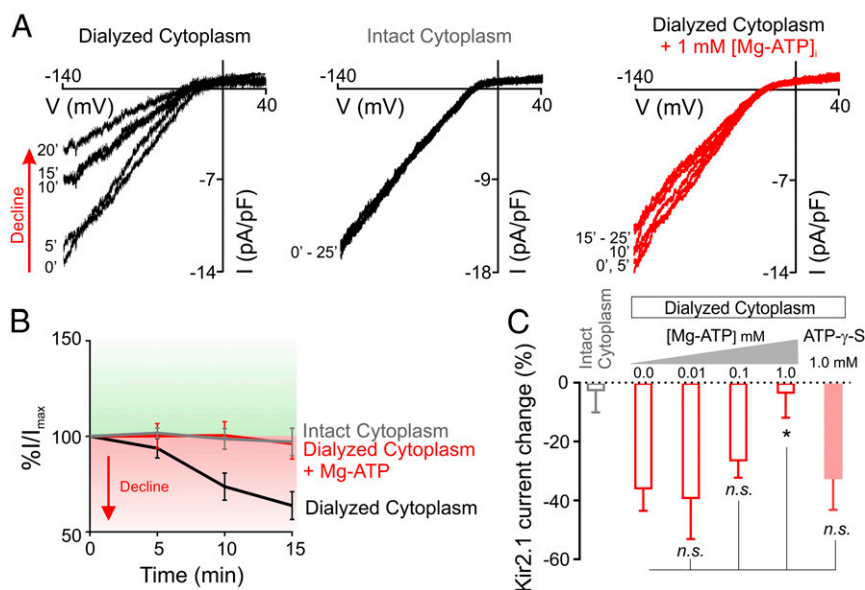 A
Dialyzed Cytoplasm
-140
V (mV)
40
20'
15'
10'
5'
0'
Decline
-7
-14
I (pA/pF)
Intact Cytoplasm
-140
V (mV)
40
0' - 25'
-9
-18
I (pA/pF)
Dialyzed Cytoplasm
+ 1 mM [Mg-ATP]i
-140
V (mV)
40
15' - 25'
10'
0', 5'
-7
-14
I (pA/pF)
B
%I/Imax
150
100
50
0
5
10
15
Time (min)
Decline
Intact Cytoplasm
Dialyzed Cytoplasm
+ Mg-ATP
Dialyzed Cytoplasm
C
Kir2.1 current change (%)
0
-20
-40
-60
Intact
Cytoplasm
Dialyzed Cytoplasm
[Mg-ATP] mM
0.0
0.01
0.1
1.0
ATP-γ-S
1.0 mM
n.s.
n.s.
*
n.s.